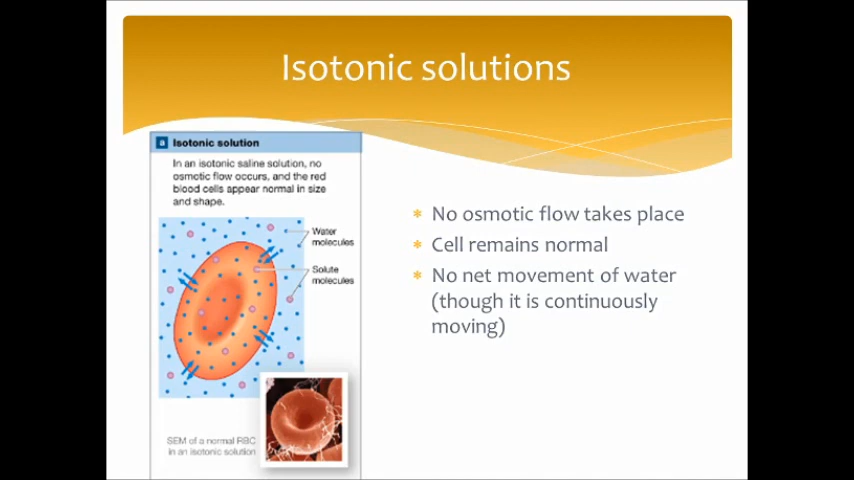 Isotonic solutions
a Isotonic solution
In an isotonic saline solution, no
osmotic flow occurs, and the red
blood cells appear normal in size
and shape.
Water
molecules
Solute
molecules
SEM of a normal RBC
in an isotonic solution
No osmotic flow takes place
Cell remains normal
No net movement of water
(though it is continuously
moving)